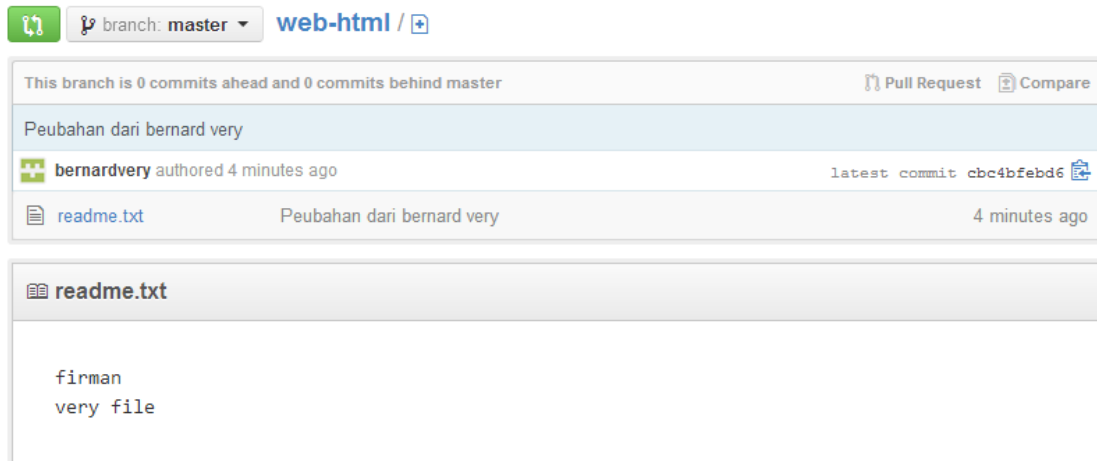 branch: master web-html /
This branch is 0 commits ahead and 0 commits behind master Pull Request Compare
Peubahan dari bernard very
bernardvery authored 4 minutes ago latest commit cbc4bfebd6
readme.txt Peubahan dari bernard very 4 minutes ago
readme.txt
firman
very file